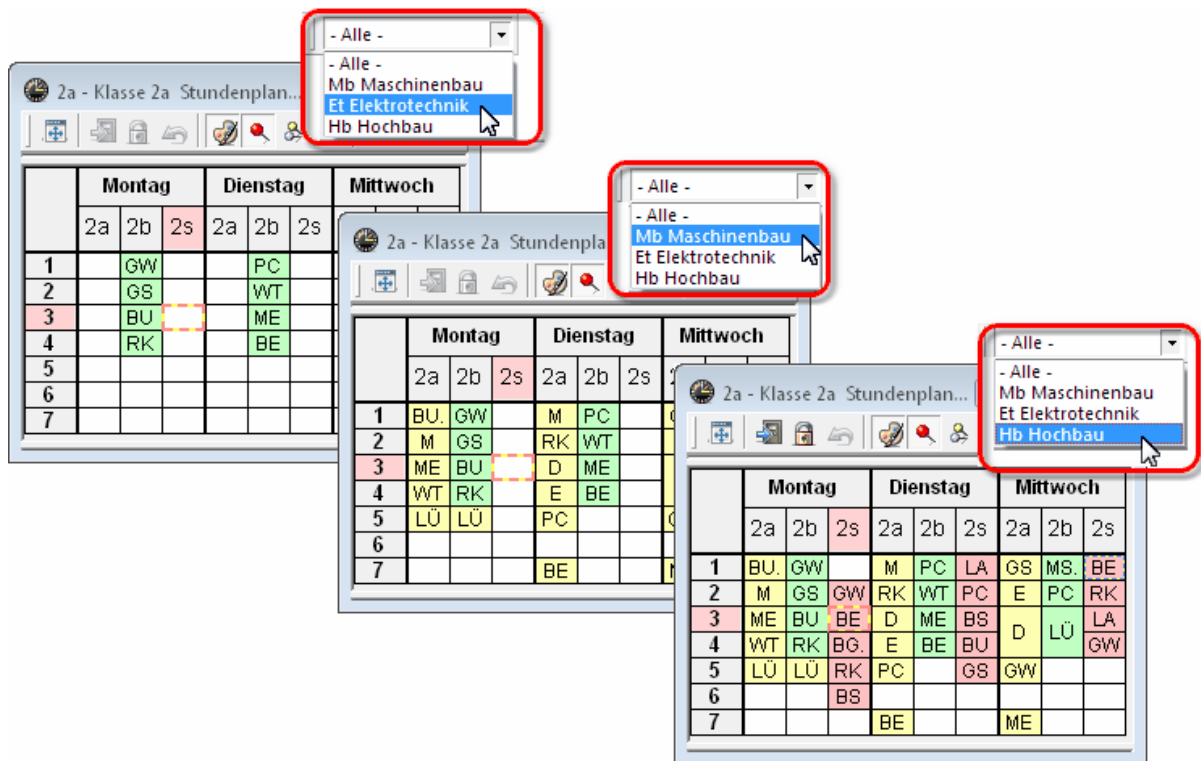 - Alle -
- Alle -
Mb Maschinenbau
Et Elektrotechnik
Hb Hochbau
2a - Klasse 2a Stundenplan...
Montag Dienstag Mittwoch
2a 2b 2s 2a 2b 2s
1 GW PC
2 GS WT
3 BU ME
4 RK BE
5
6
7
- Alle -
- Alle -
Mb Maschinenbau
Et Elektrotechnik
Hb Hochbau
2a - Klasse 2a Stundenpla
Montag Dienstag Mittwoch
2a 2b 2s 2a 2b 2s
1 BU. GW M PC
2 M GS RK WT
3 ME BU D ME
4 WT RK E BE
5 LÜ LÜ PC
6
7 BE
- Alle -
- Alle -
Mb Maschinenbau
Et Elektrotechnik
Hb Hochbau
2a - Klasse 2a Stundenplan...
Montag Dienstag Mittwoch
2a 2b 2s 2a 2b 2s 2a 2b 2s
1 BU. GW M PC LA GS MS. BE
2 M GS GW RK WT PC E PC RK
3 ME BU BE D ME BS D LÜ LA
4 WT RK BG. E BE BU GW
5 LÜ LÜ RK PC GS GW
6 BS
7 BE ME